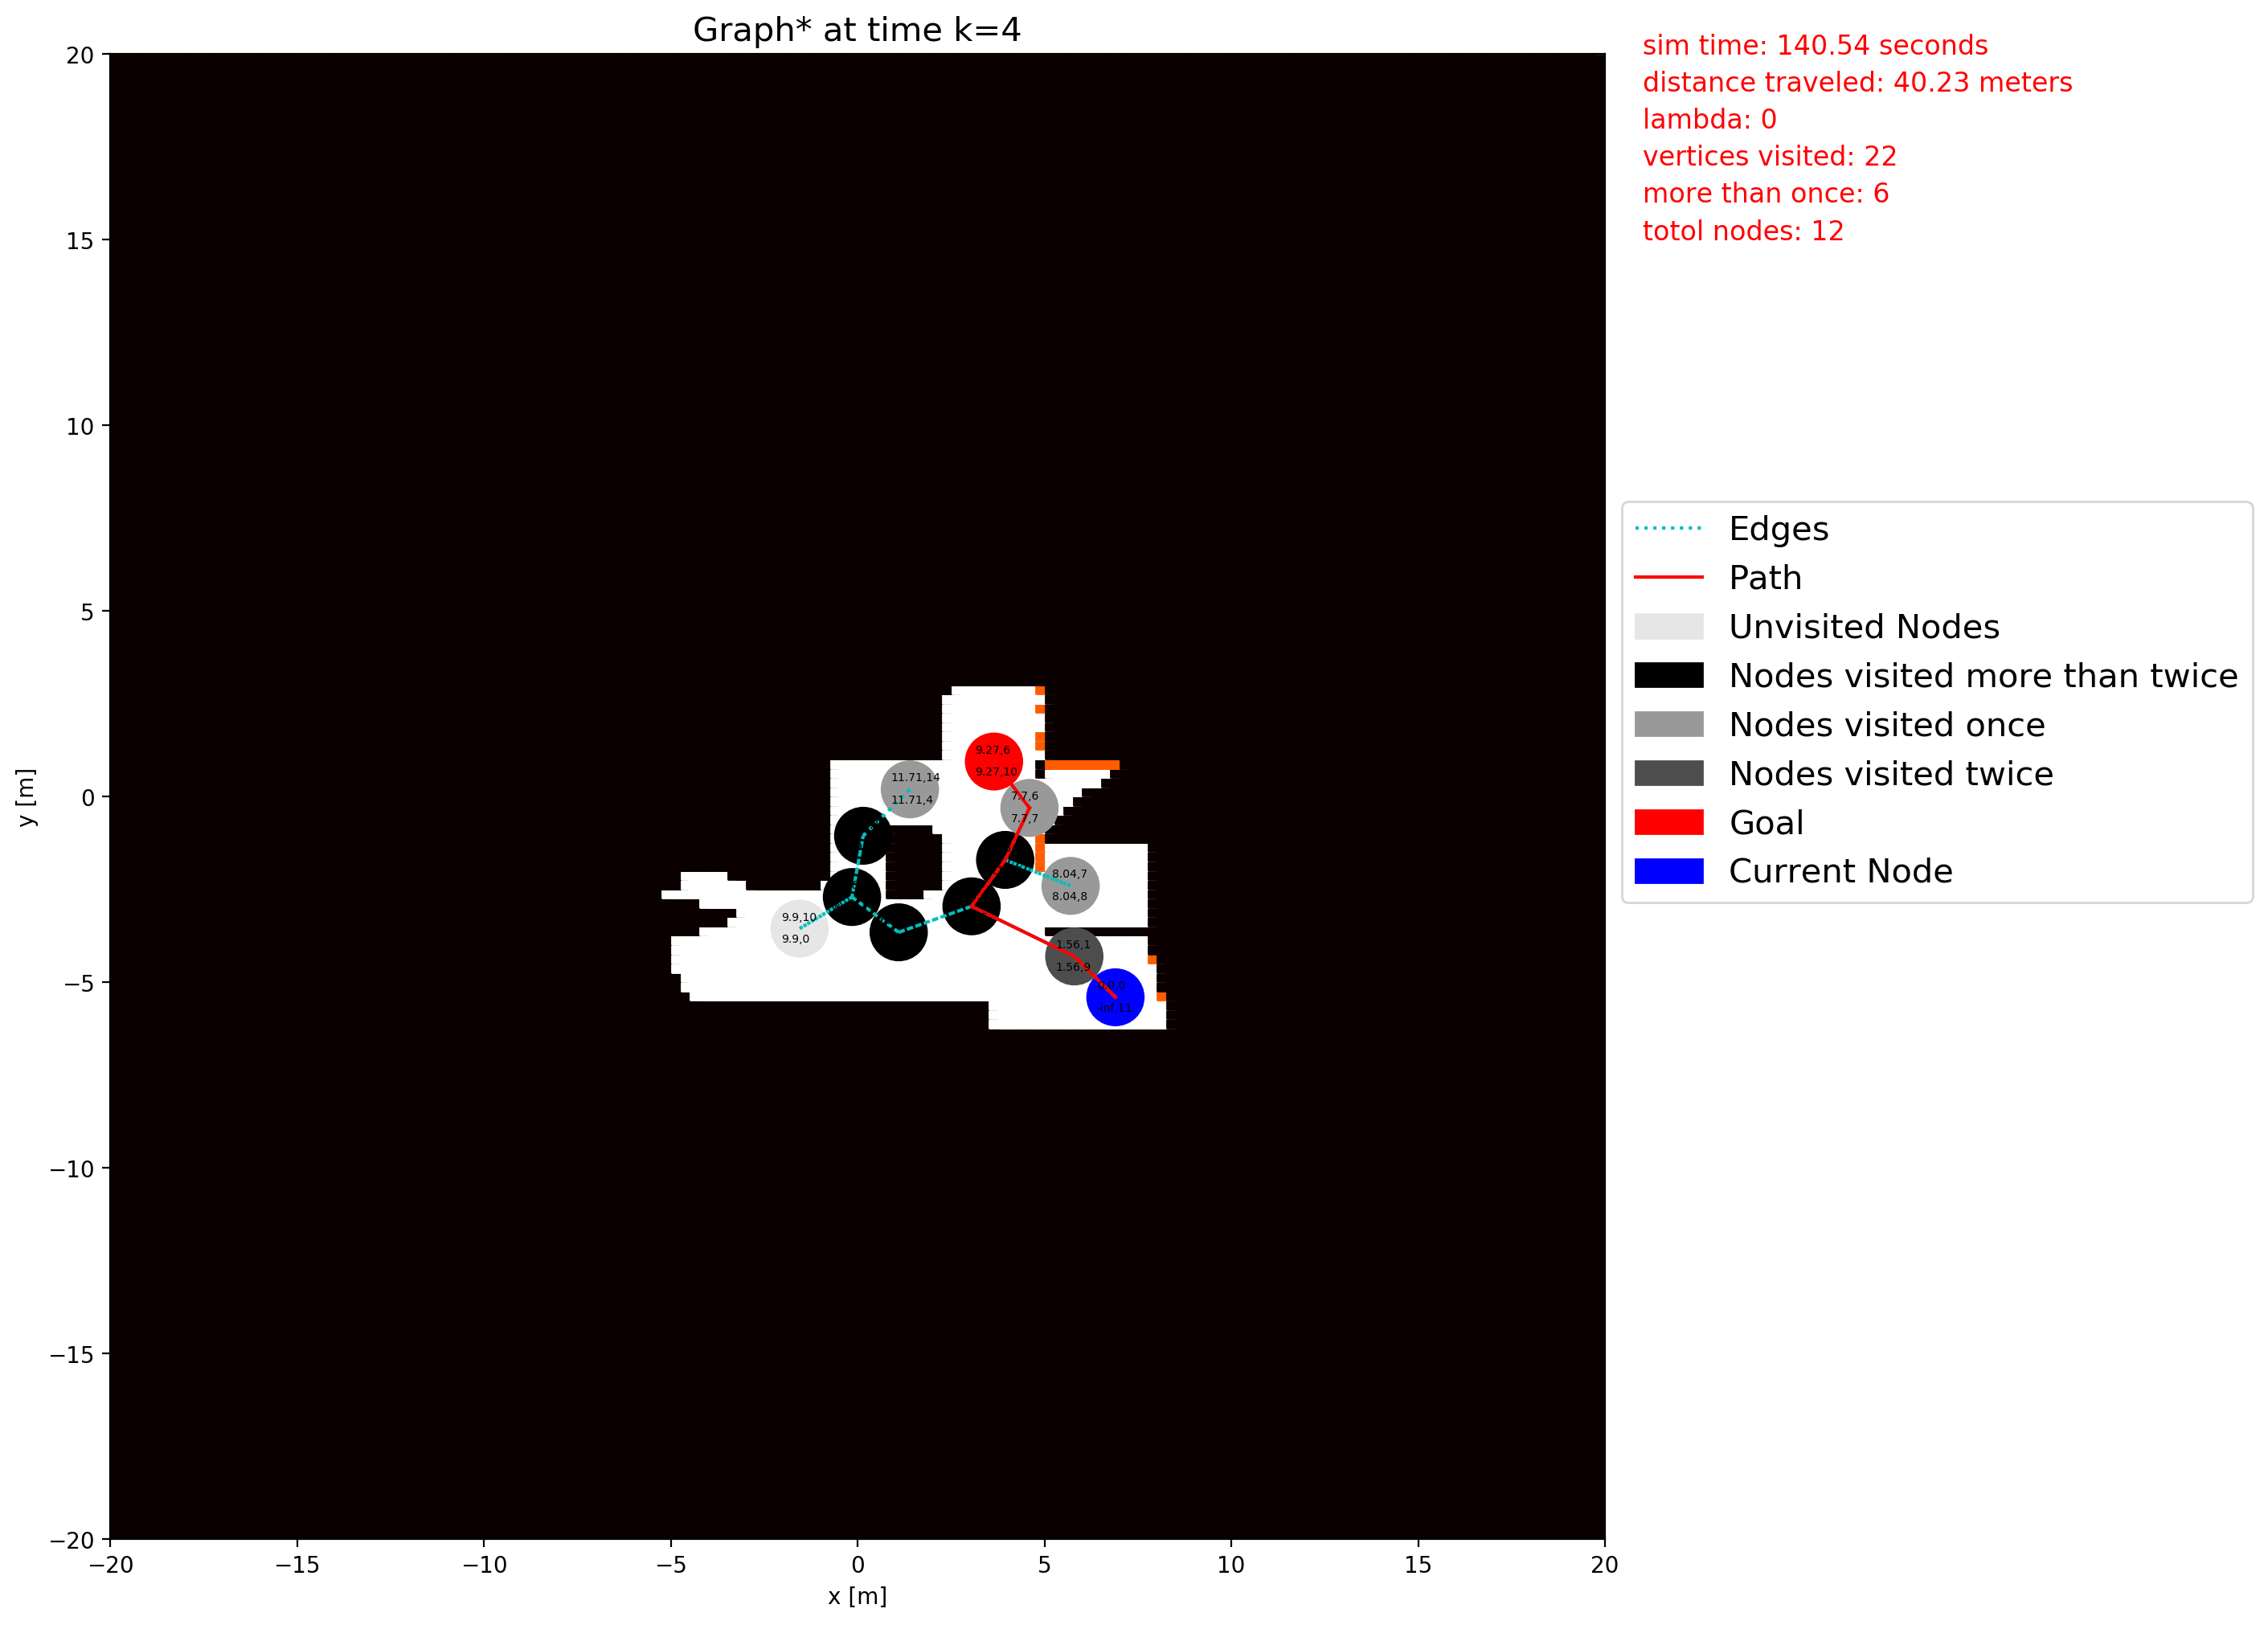 Graph* at time k=4
sim time: 140.54 seconds
distance traveled: 40.23 meters
lambda: 0
vertices visited: 22
more than once: 6
totol nodes: 12
20
15
10
5
0
−5
−10
−15
−20
y [m]
−20
−15
−10
−5
0
5
10
15
20
x [m]
9.27,6
9.27,10
11.71,14
11.71,4
7.7,6
7.7,7
8.04,7
8.04,8
9.9,10
9.9,0
1.56,1
1.56,9
0.0,0
-inf,11
Edges
Path
Unvisited Nodes
Nodes visited more than twice
Nodes visited once
Nodes visited twice
Goal
Current Node